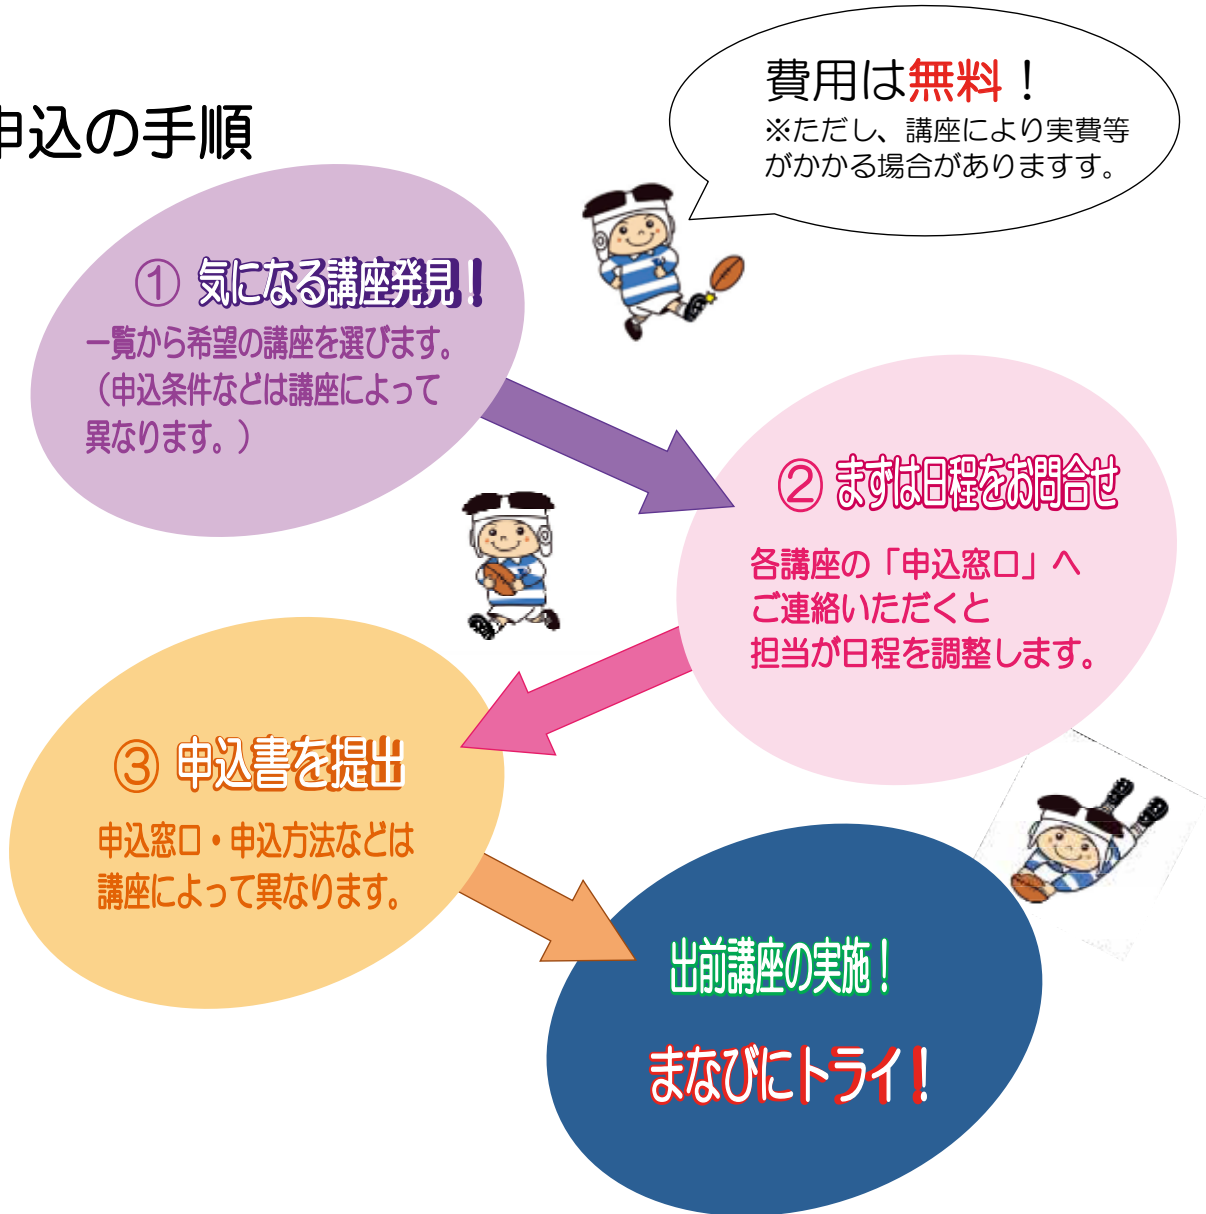 申込の手順
費用は無料！
※ただし、講座により実費等
がかかる場合がありますす。
① 気になる講座発見！
一覧から希望の講座を選びます。
（申込条件などは講座によって
異なります。）
② まずは日程をお問合せ
各講座の「申込窓口」へ
ご連絡いただくと
担当が日程を調整します。
③ 申込書を提出
申込窓口・申込方法などは
講座によって異なります。
出前講座の実施！
まなびにトライ！